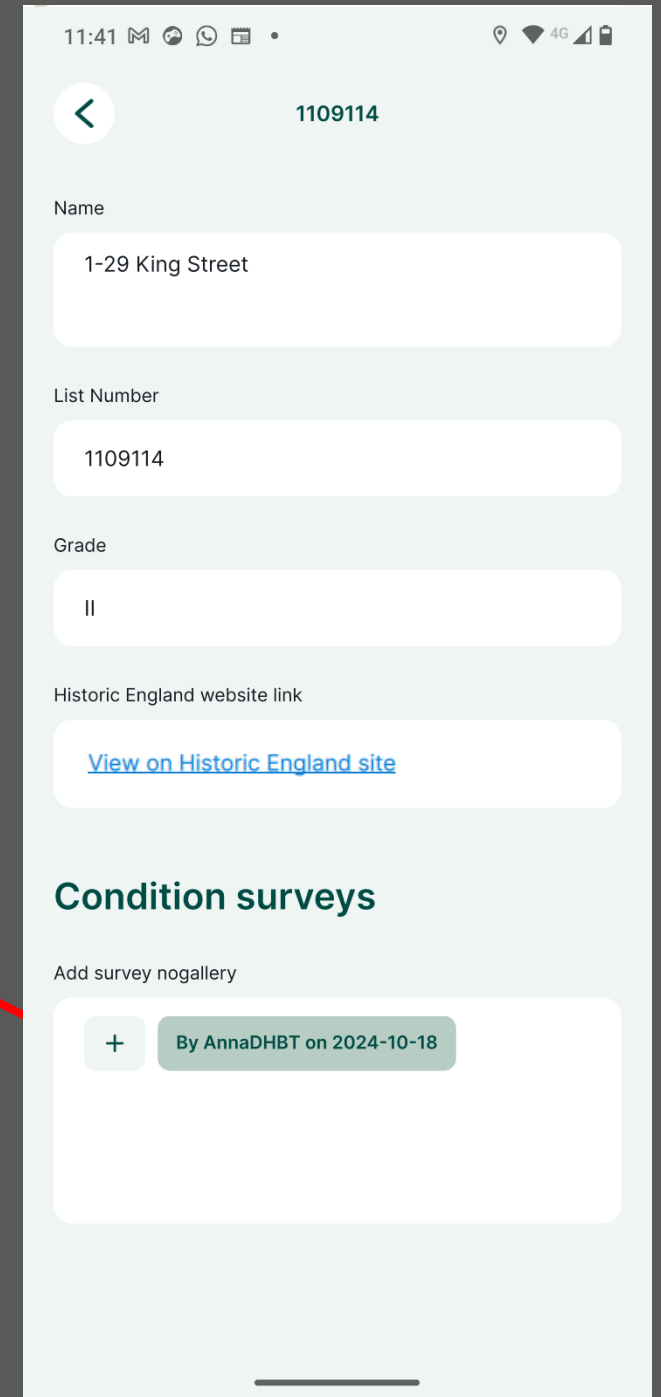 11:41
4G
1109114
Name
1-29 King Street
List Number
1109114
Grade
II
Historic England website link
View on Historic England site
Condition surveys
Add survey nogallery
+ By AnnaDHBT on 2024-10-18